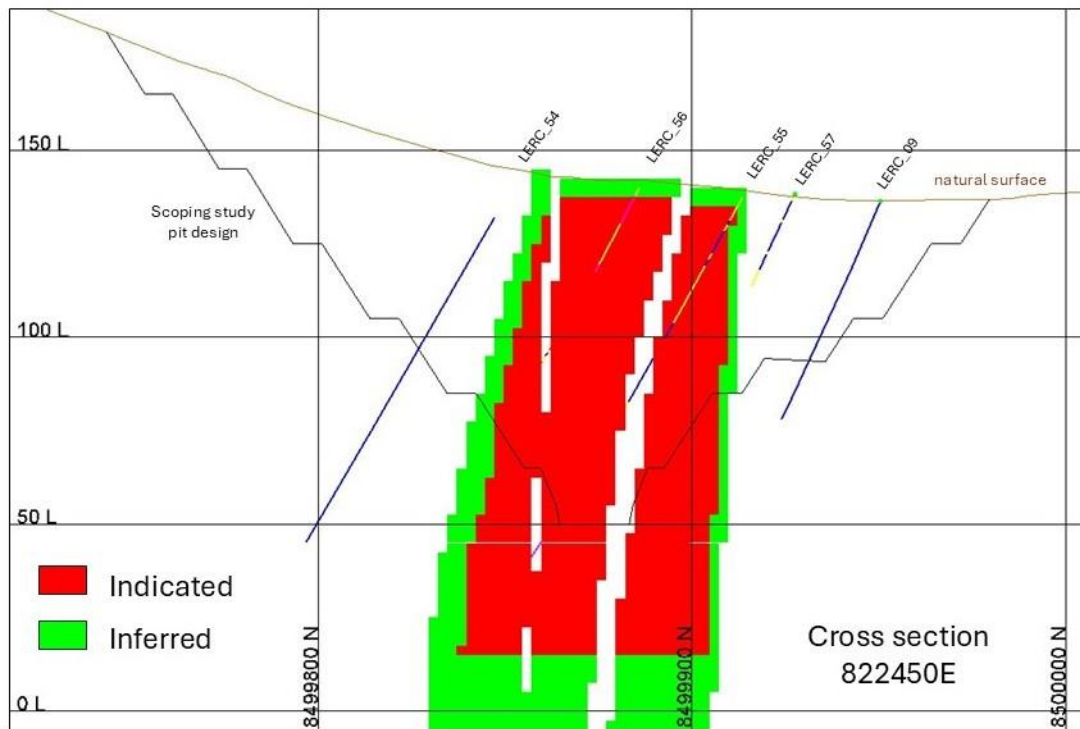 LERC_54
LERC_56
LERC_55
LERC_57
LERC_09
150 L
natural surface
Scoping study
pit design
100 L
50 L
Indicated
Inferred
Cross section
822450E
0 L
8499800 N
8499900 N
8500000 N